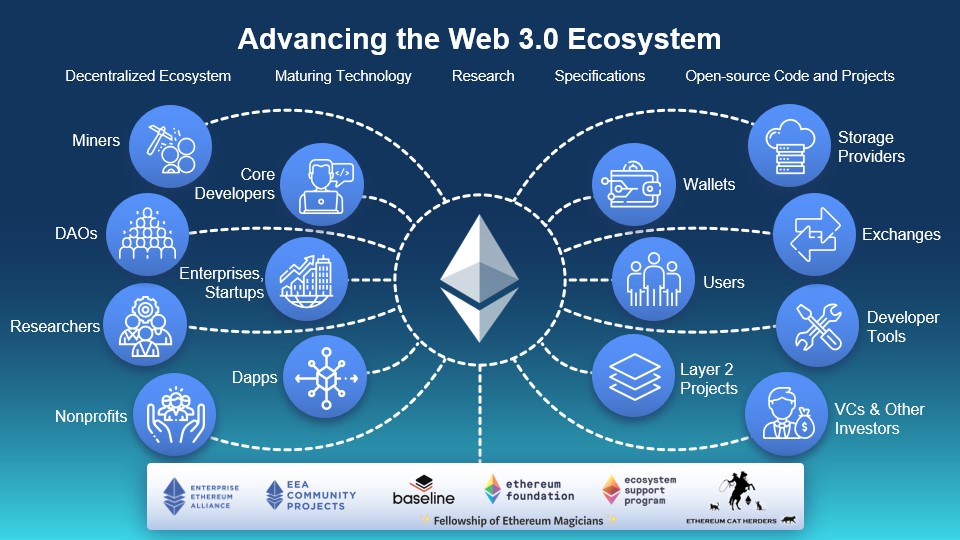 Advancing the Web 3.0 Ecosystem
Decentralized Ecosystem Maturing Technology Research Specifications Open-source Code and Projects
Miners
Core
Developers
DAOs
Enterprises,
Startups
Researchers
Dapps
Nonprofits
</>
Storage
Providers
Wallets
Exchanges
Users
Developer
Tools
Layer 2
Projects
VCs & Other
Investors
$
ENTERPRISE
ETHEREUM
ALLIANCE
EEA
COMMUNITY
PROJECTS
baseline
ethereum
foundation
ecosystem
support
program
Fellowship of Ethereum Magicians
ETHEREUM CAT HERDERS